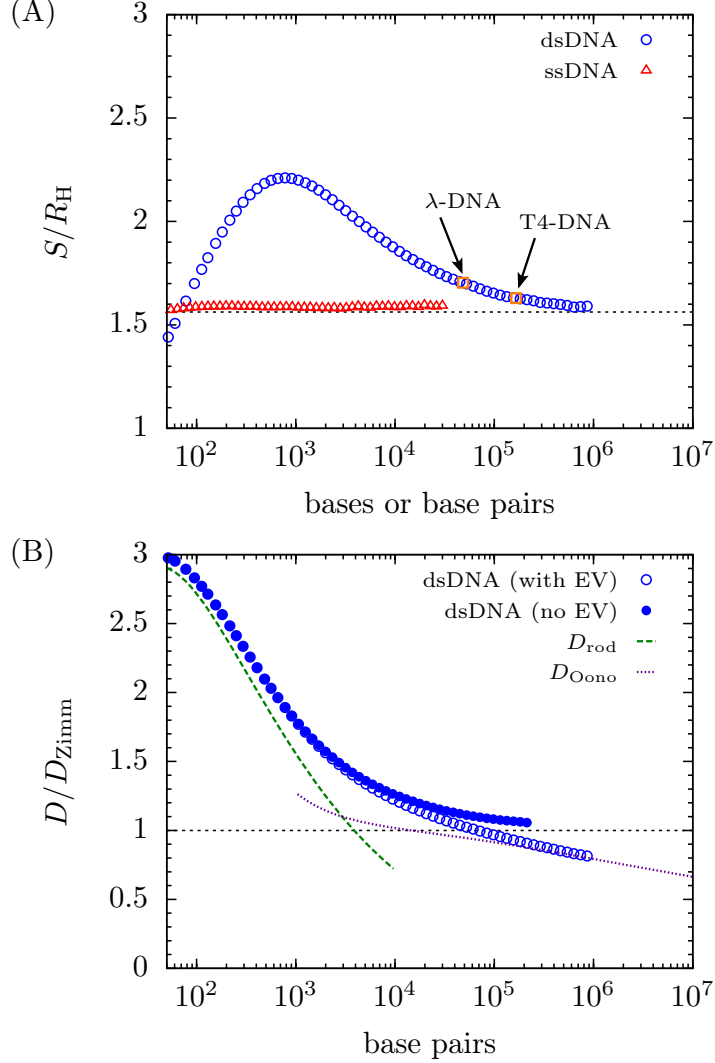 (A)
3
2.5
2
1.5
1
S/R_H
dsDNA
ssDNA
λ-DNA
T4-DNA
10^2
10^3
10^4
10^5
10^6
10^7
bases or base pairs
(B)
3
2.5
2
1.5
1
0.5
0
D/D_Zimm
dsDNA (with EV)
dsDNA (no EV)
D_rod
D_Oono
10^2
10^3
10^4
10^5
10^6
10^7
base pairs